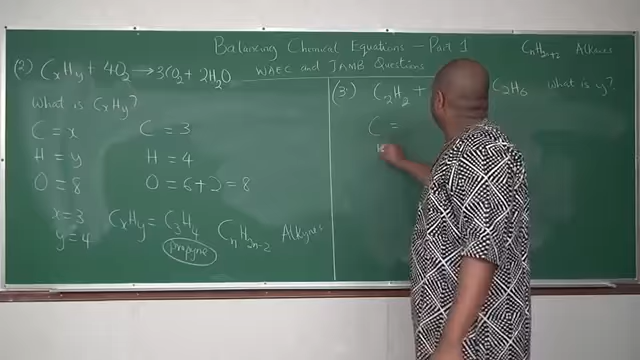 Balancing Chemical Equations – Part 1
WAEC and JAMB Questions
CnH2n+2 Alkanes
(2) CxHy + 4O2 → 3CO2 + 2H2O
What is CxHy?
C = x C = 3
H = y H = 4
O = 8 O = 6+2 = 8
x = 3
y = 4
CxHy = C3H4
propyne
CnH2n-2 Alkynes
(3) C2H2 + C2H6 What is y?
C =